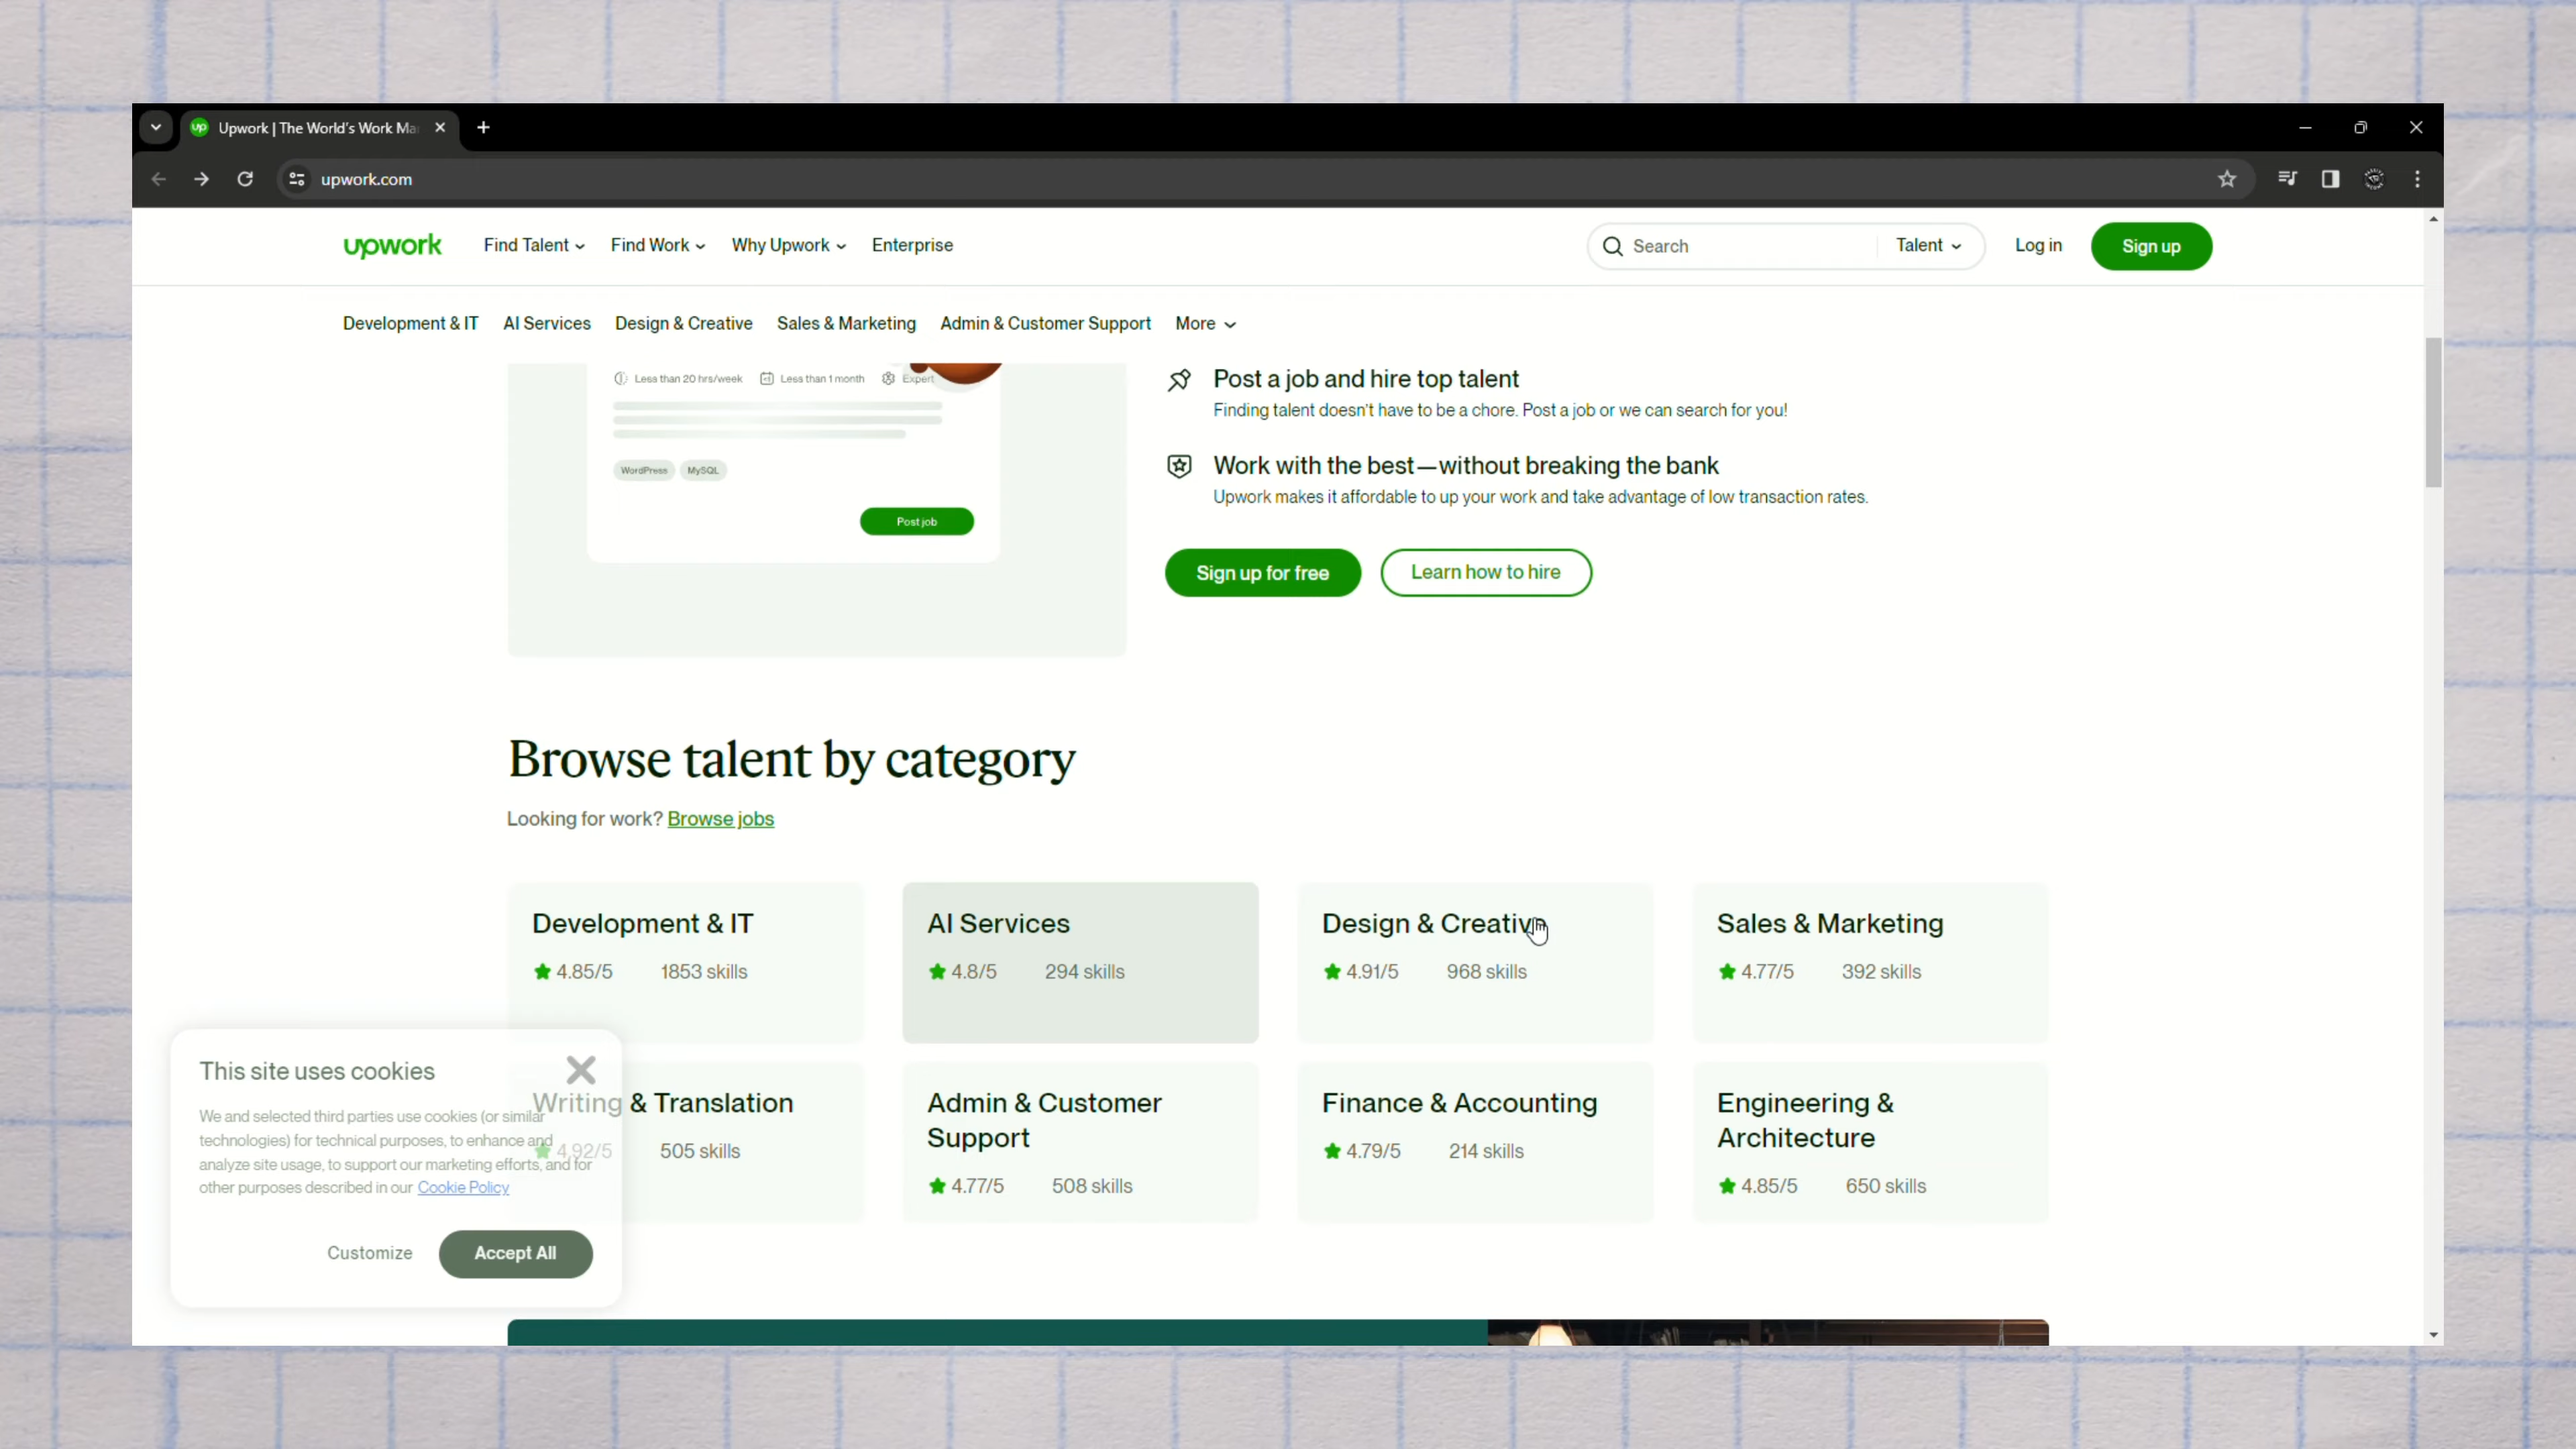 Upwork | The World's Work Ma
upwork.com
upwork
Find Talent
Find Work
Why Upwork
Enterprise
Search
Talent
Log in
Sign up
Development & IT
AI Services
Design & Creative
Sales & Marketing
Admin & Customer Support
More
Less than 20 hrs/week
Less than 1 month
Expert
WordPress
MySQL
Post job
Post a job and hire top talent
Finding talent doesn't have to be a chore. Post a job or we can search for you!
Work with the best—without breaking the bank
Upwork makes it affordable to up your work and take advantage of low transaction rates.
Sign up for free
Learn how to hire
Browse talent by category
Looking for work? Browse jobs
Development & IT
4.85/5 1853 skills
AI Services
4.8/5 294 skills
Design & Creative
4.91/5 968 skills
Sales & Marketing
4.77/5 392 skills
Writing & Translation
4.92/5 505 skills
Admin & Customer
Support
4.77/5 508 skills
Finance & Accounting
4.79/5 214 skills
Engineering &
Architecture
4.85/5 650 skills
This site uses cookies
We and selected third parties use cookies (or similar
technologies) for technical purposes, to enhance and
analyze site usage, to support our marketing efforts, and for
other purposes described in our Cookie Policy
Customize
Accept All